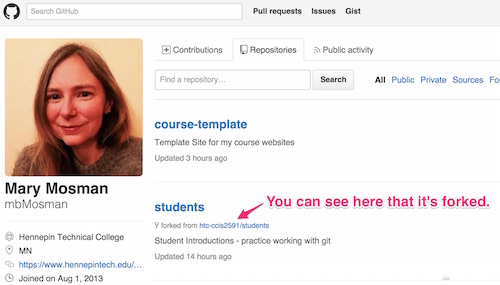 Search GitHub
Pull requests Issues Gist
Contributions Repositories Public activity
Find a repository... Search All Public Private Sources Fo
course-template
Template Site for my course websites
Updated 3 hours ago
Mary Mosman
mbMosman
students
You can see here that it's forked.
forked from htc-ccis2591/students
Student Introductions - practice working with git
Updated 14 hours ago
Hennepin Technical College
MN
https://www.hennepintech.edu/...
Joined on Aug 1, 2013